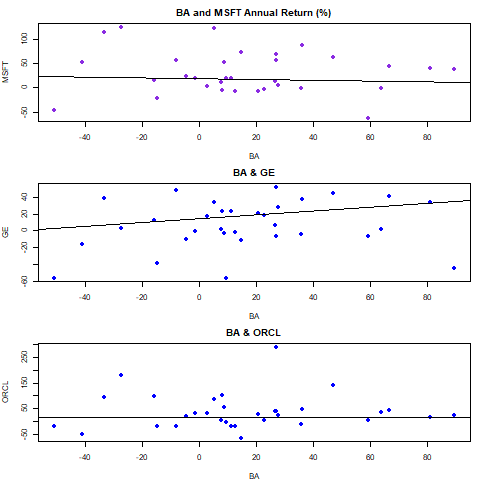 BA and MSFT Annual Return (%)
MSFT
100
50
0
-50
-40 -20 0 20 40 60 80
BA
BA & GE
GE
40
20
0
-20
-60
-40 -20 0 20 40 60 80
BA
BA & ORCL
ORCL
250
150
50
-50
-40 -20 0 20 40 60 80
BA